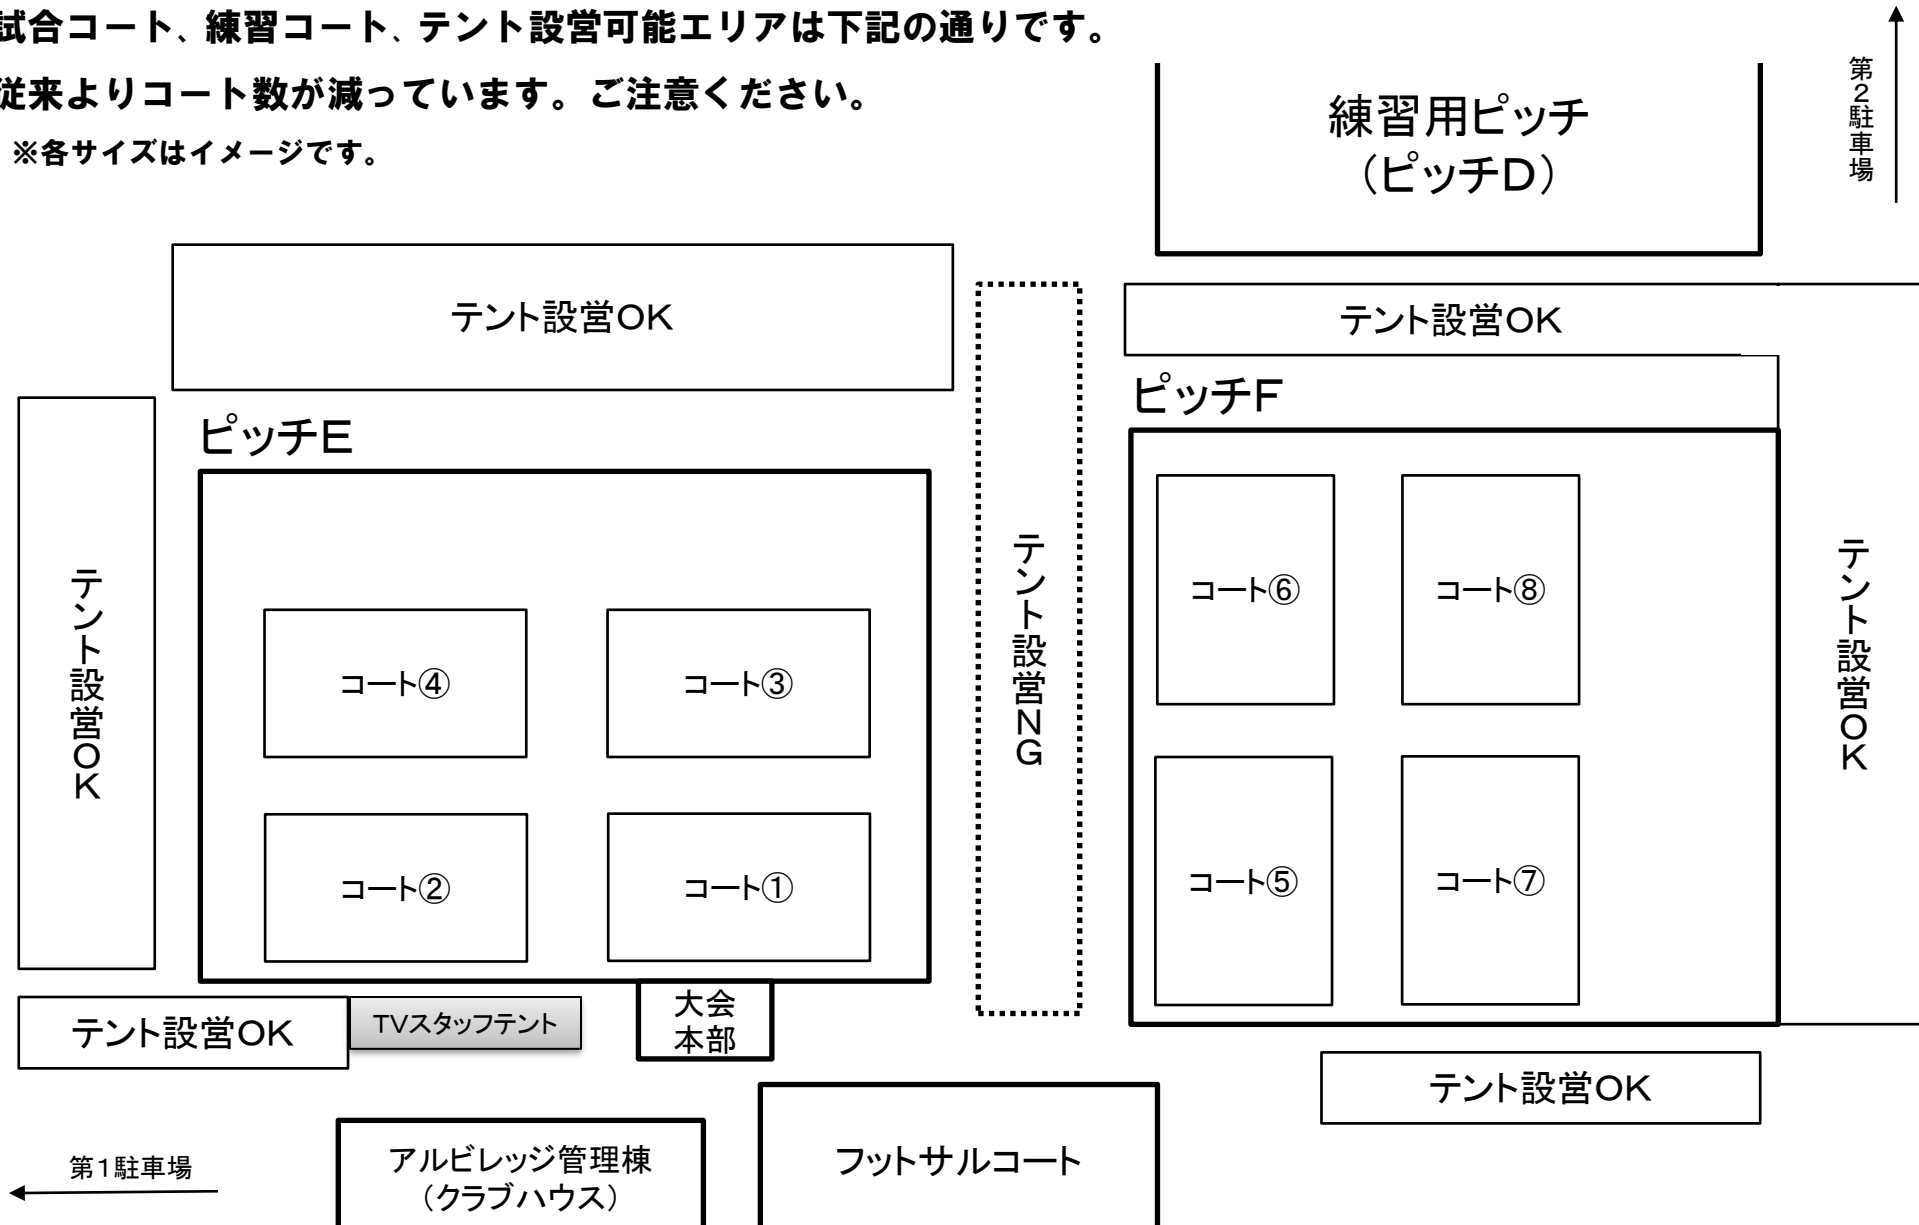 試合コート、練習コート、テント設営可能エリアは下記の通りです。
従来よりコート数が減っています。ご注意ください。
※各サイズはイメージです。
練習用ピッチ
（ピッチD）
第2駐車場
テント設営OK
テント設営OK
ピッチE
ピッチF
テント設営OK
コート④
コート③
コート②
コート①
テント設営NG
コート⑥
コート⑧
コート⑤
コート⑦
テント設営OK
テント設営OK
TVスタッフテント
大会
本部
テント設営OK
第1駐車場
アルビレッジ管理棟
（クラブハウス）
フットサルコート